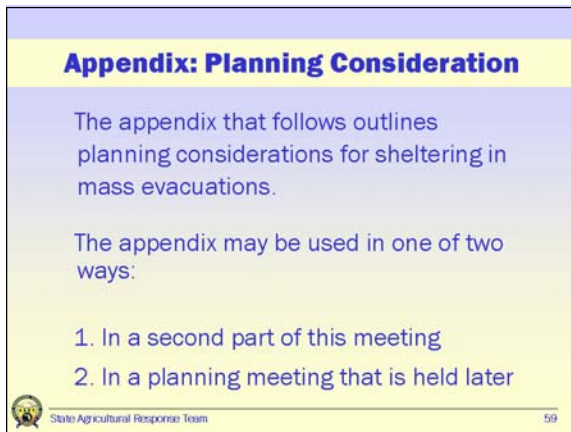 Appendix: Planning Consideration
The appendix that follows outlines
planning considerations for sheltering in
mass evacuations.
The appendix may be used in one of two
ways:
1. In a second part of this meeting
2. In a planning meeting that is held later
State Agricultural Response Team 59